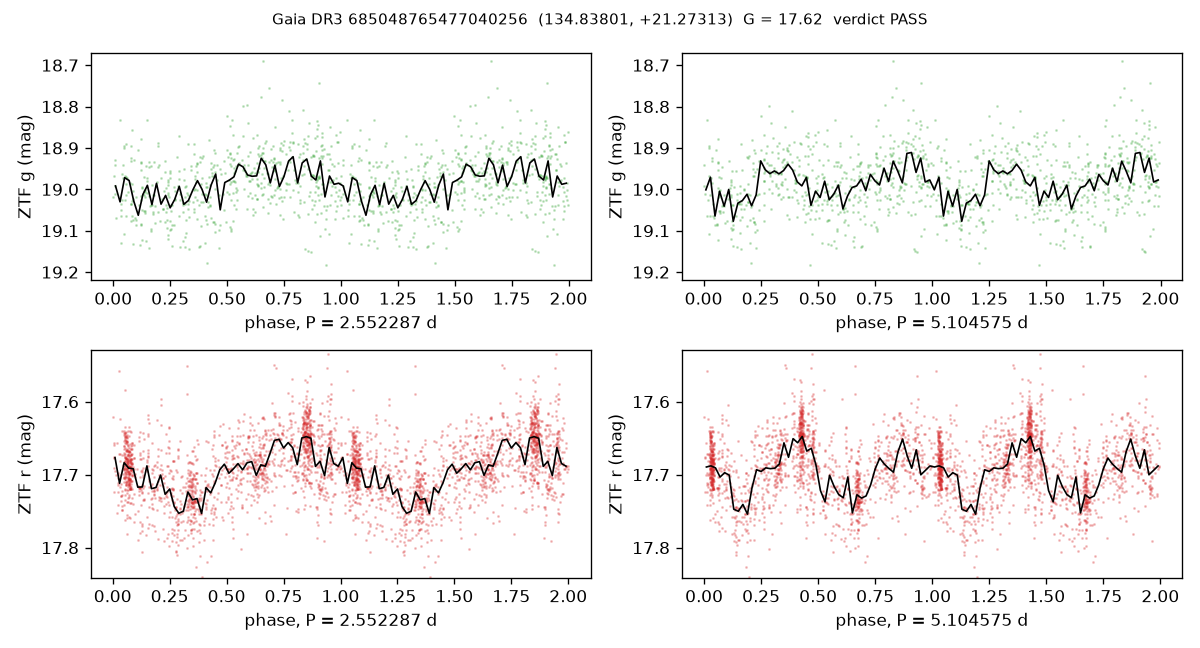 Gaia DR3 685048765477040256 (134.83801, +21.27313) G = 17.62 verdict PASS
ZTF g (mag)
18.7
18.8
18.9
19.0
19.1
19.2
0.00 0.25 0.50 0.75 1.00 1.25 1.50 1.75 2.00
phase, P = 2.552287 d
ZTF g (mag)
18.7
18.8
18.9
19.0
19.1
19.2
0.00 0.25 0.50 0.75 1.00 1.25 1.50 1.75 2.00
phase, P = 5.104575 d
ZTF r (mag)
17.6
17.7
17.8
0.00 0.25 0.50 0.75 1.00 1.25 1.50 1.75 2.00
phase, P = 2.552287 d
ZTF r (mag)
17.6
17.7
17.8
0.00 0.25 0.50 0.75 1.00 1.25 1.50 1.75 2.00
phase, P = 5.104575 d